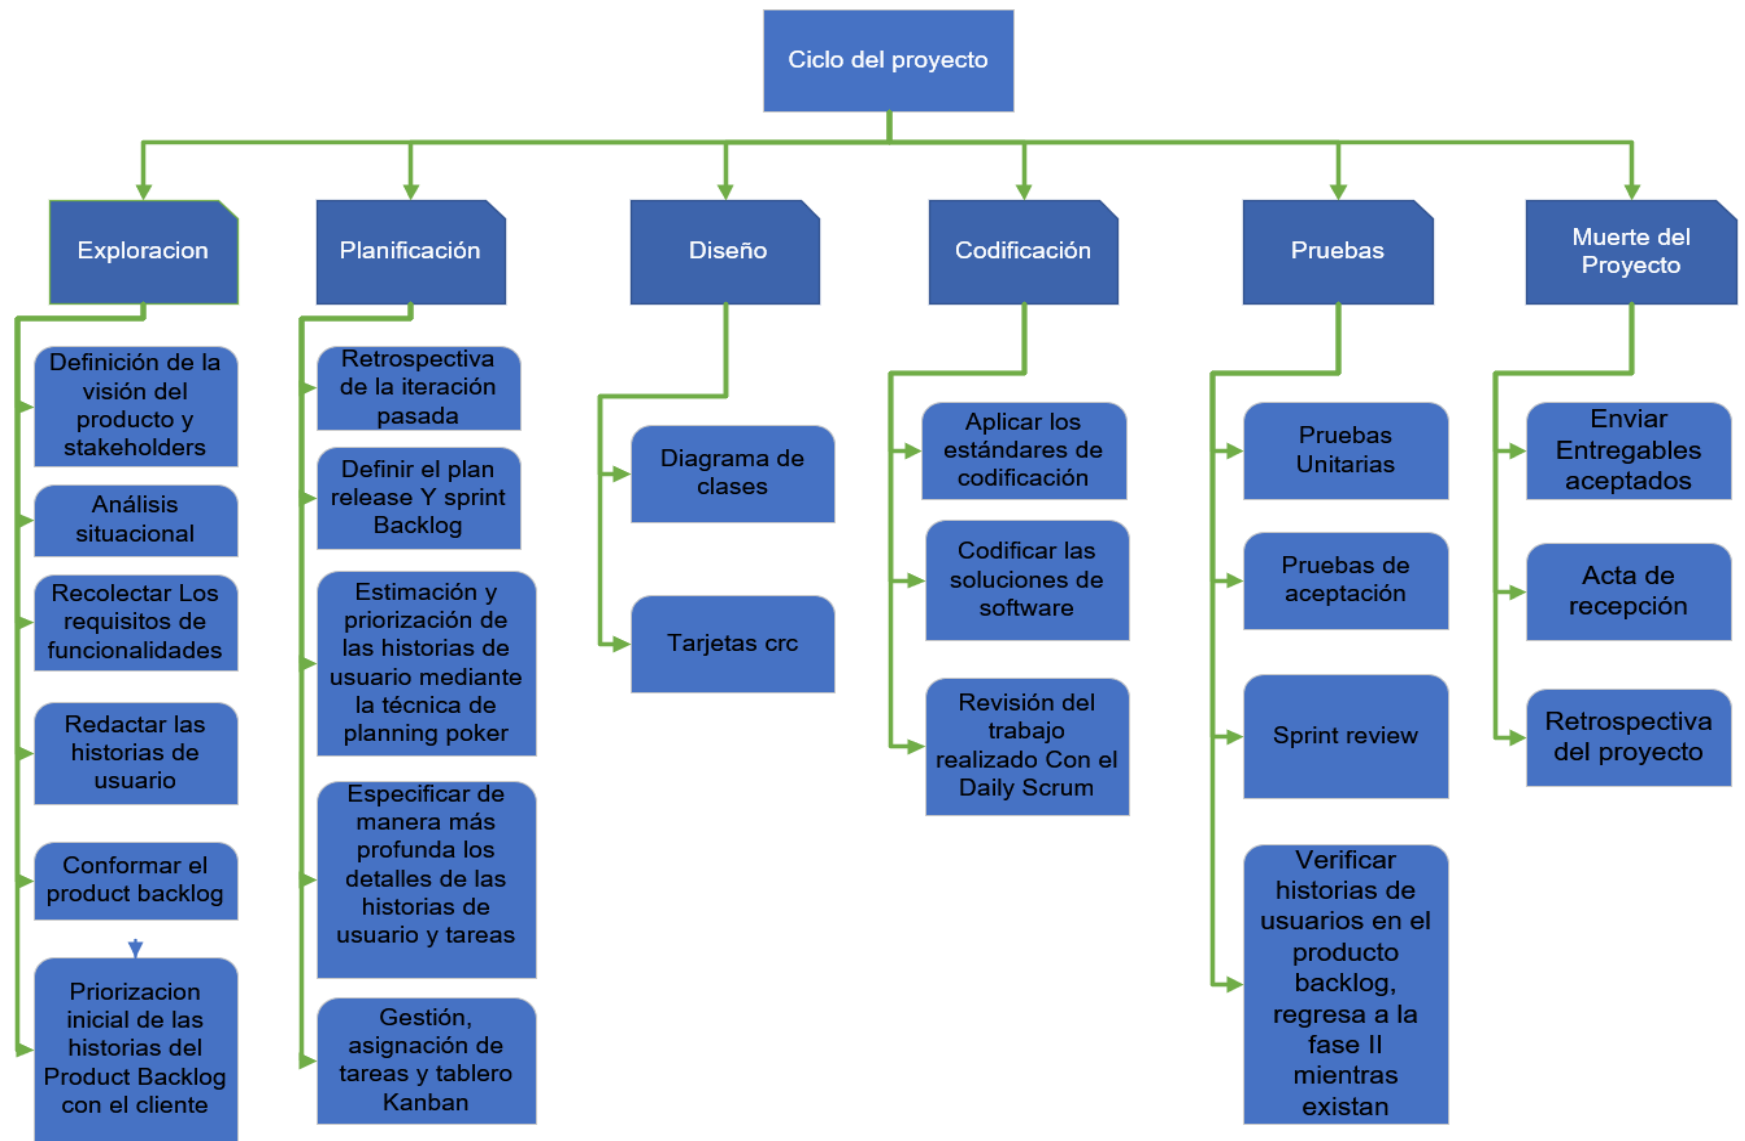 Ciclo del proyecto
Exploracion
Planificación
Diseño
Codificación
Pruebas
Muerte del
Proyecto
Definición de la
visión del
producto y
stakeholders
Análisis
situacional
Recolectar Los
requisitos de
funcionalidades
Redactar las
historias de
usuario
Conformar el
product backlog
Priorizacion
inicial de las
historias del
Product Backlog
con el cliente
Retrospectiva
de la iteración
pasada
Definir el plan
release Y sprint
Backlog
Estimación y
priorización de
las historias de
usuario mediante
la técnica de
planning poker
Especificar de
manera más
profunda los
detalles de las
historias de
usuario y tareas
Gestión,
asignación de
tareas y tablero
Kanban
Diagrama de
clases
Tarjetas crc
Aplicar los
estándares de
codificación
Codificar las
soluciones de
software
Revisión del
trabajo
realizado Con el
Daily Scrum
Pruebas
Unitarias
Pruebas de
aceptación
Sprint review
Verificar
historias de
usuarios en el
producto
backlog,
regresa a la
fase II
mientras
existan
Enviar
Entregables
aceptados
Acta de
recepción
Retrospectiva
del proyecto